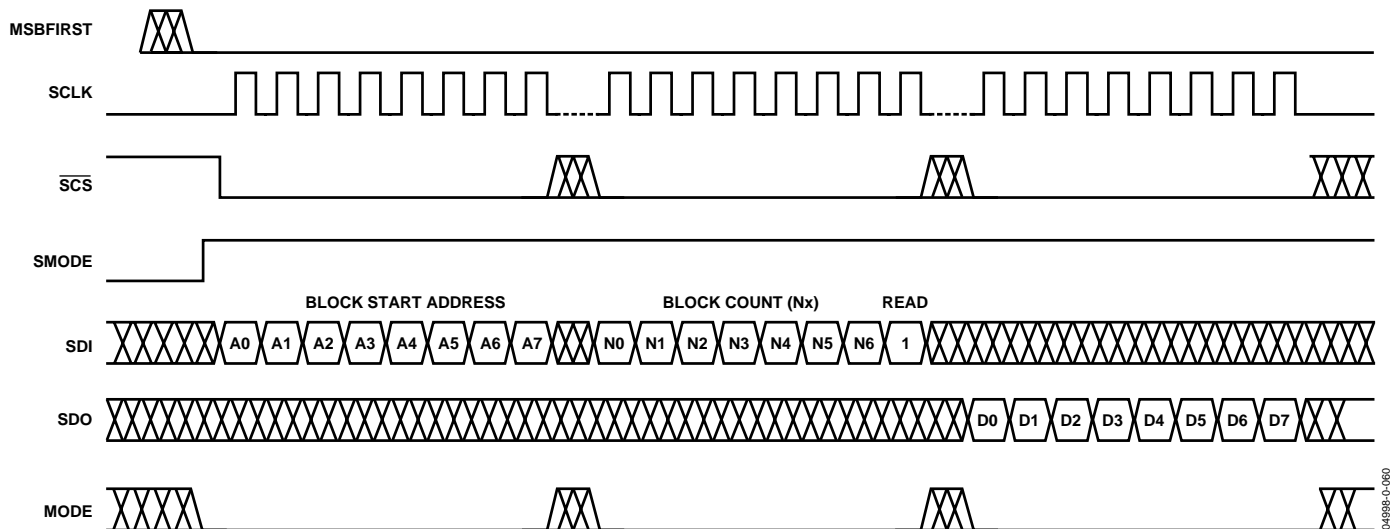 MSBFIRST
SCLK
SCS
SMODE
BLOCK START ADDRESS BLOCK COUNT (Nx) READ
SDI A0 A1 A2 A3 A4 A5 A6 A7 N0 N1 N2 N3 N4 N5 N6 1
SDO D0 D1 D2 D3 D4 D5 D6 D7
MODE
04998-0-060